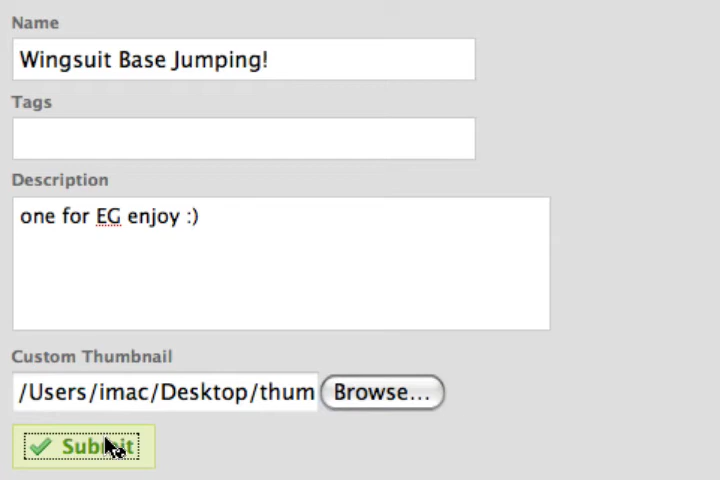 Name
Wingsuit Base Jumping!
Tags
Description
one for EG enjoy :)
Custom Thumbnail
/Users/imac/Desktop/thum
Browse...
Submit